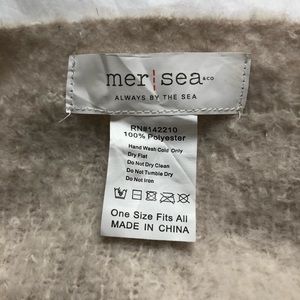 mer|sea &co
ALWAYS BY THE SEA
RN#142210
100% Polyester
Hand Wash Cold Only
Dry Flat
Do Not Dry Clean
Do Not Tumble Dry
Do Not Iron
One Size Fits All
MADE IN CHINA